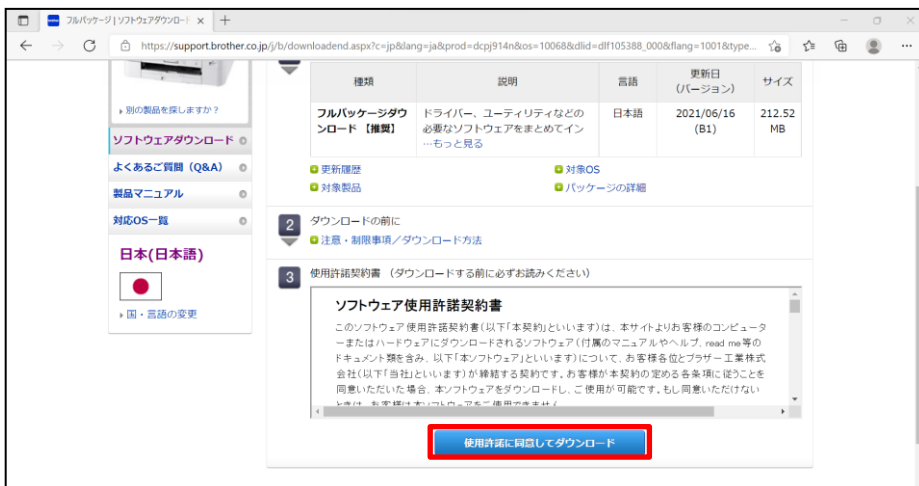 フルパッケージ | ソフトウェアダウンロード
https://support.brother.co.jp/j/b/downloadend.aspx?c=jp&lang=ja&prod=dcpj914n&os=10068&dlid=dlf105388_000&flang=1001&type...
別の製品を探しますか?
ソフトウェアダウンロード
よくあるご質問（Q&A）
製品マニュアル
対応OS一覧
日本(日本語)
国・言語の変更
種類 説明 言語 更新日 サイズ
(バージョン)
フルパッケージダウ ドライバー、ユーティリティなどの 日本語 2021/06/16 212.52
ンロード 【推奨】 必要なソフトウェアをまとめてイン (B1) MB
…もっと見る
更新履歴 対象OS
対象製品 パッケージの詳細
2 ダウンロードの前に
注意・制限事項／ダウンロード方法
3 使用許諾契約書 （ダウンロードする前に必ずお読みください）
ソフトウェア使用許諾契約書
このソフトウェア使用許諾契約書（以下「本契約」といいます）は、本サイトよりお客様のコンピュータ
ーまたはハードウェアにダウンロードされるソフトウェア（付属のマニュアルやヘルプ、read me等の
ドキュメント類を含み、以下「本ソフトウェア」といいます）について、お客様各位とブラザー工業株式
会社（以下「当社」といいます）が締結する契約です。お客様が本契約の定める各条項に従うことを
同意いただいた場合、本ソフトウェアをダウンロードし、ご使用が可能です。もし同意いただけない
ときは、お客様は本ソフトウェアをご使用できません
使用許諾に同意してダウンロード